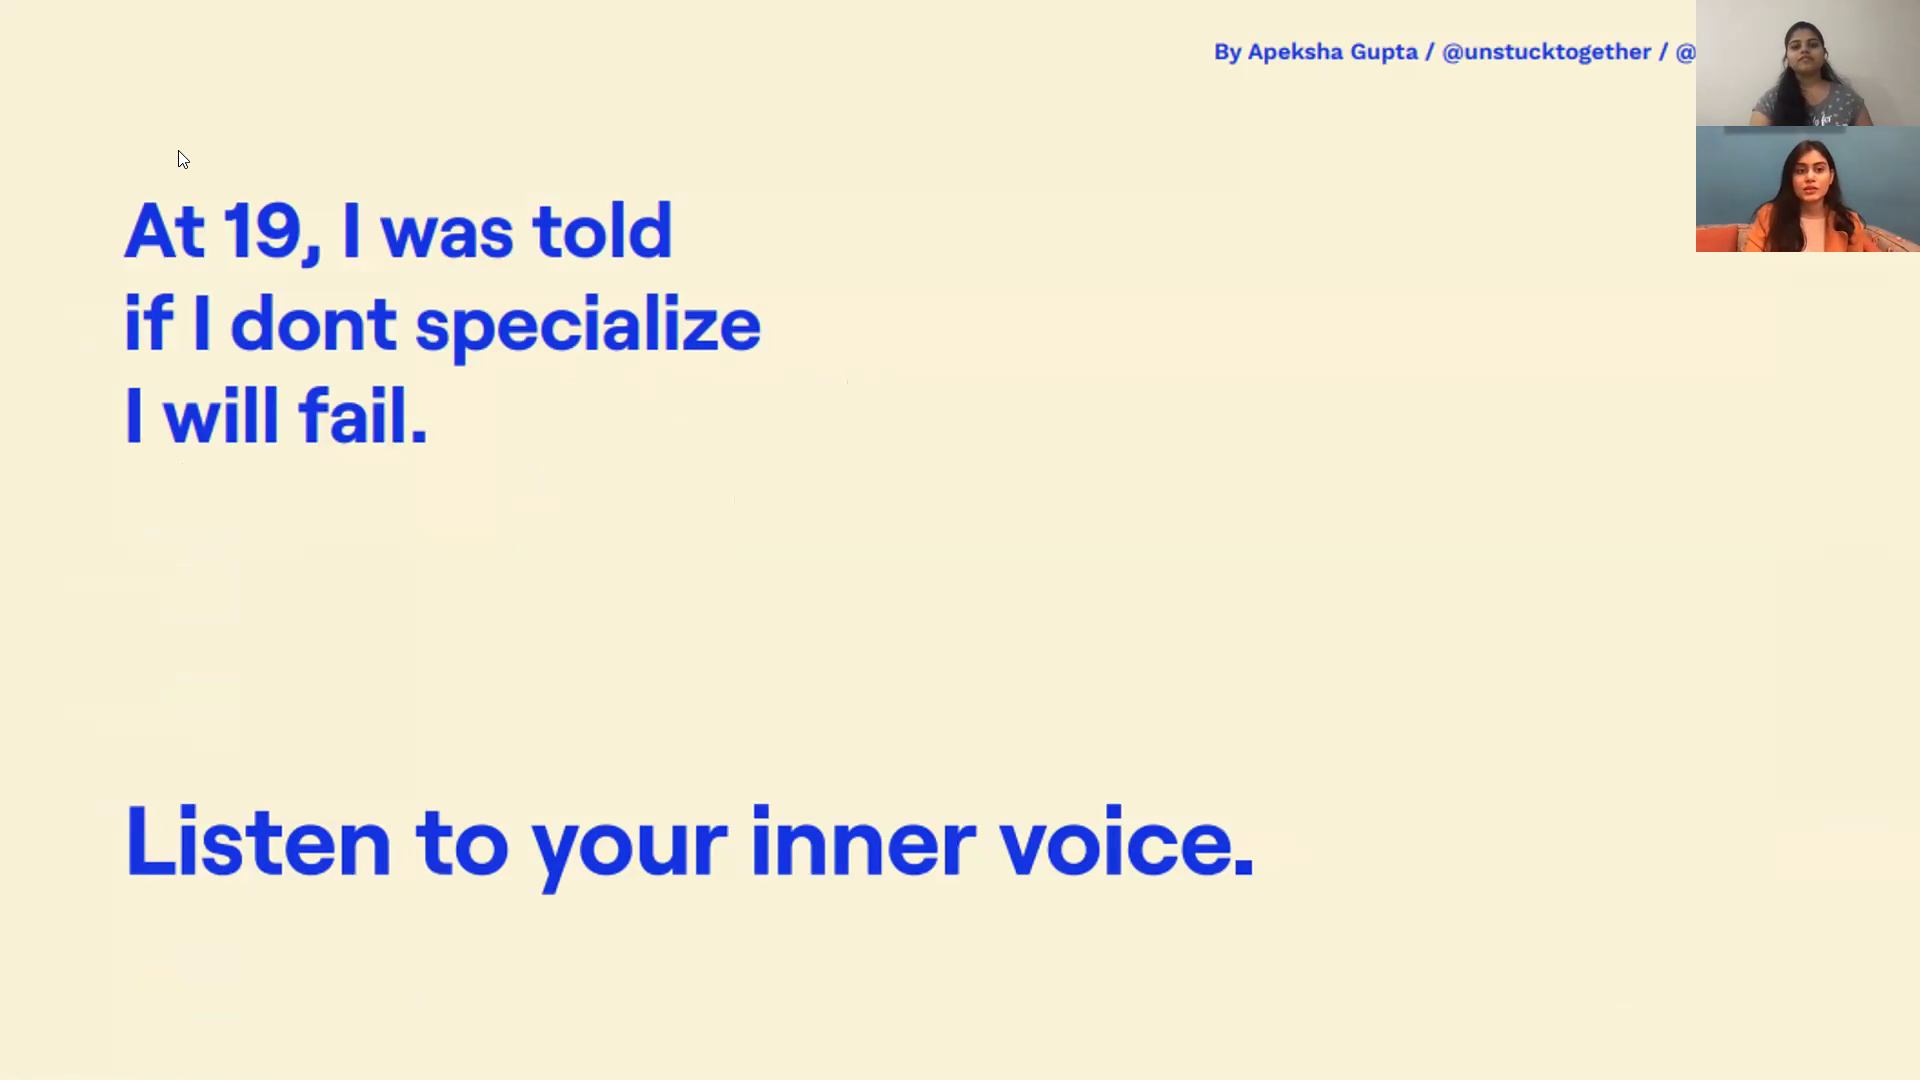 By Apeksha Gupta / @unstucktogether / @
At 19, I was told
if I dont specialize
I will fail.
Listen to your inner voice.